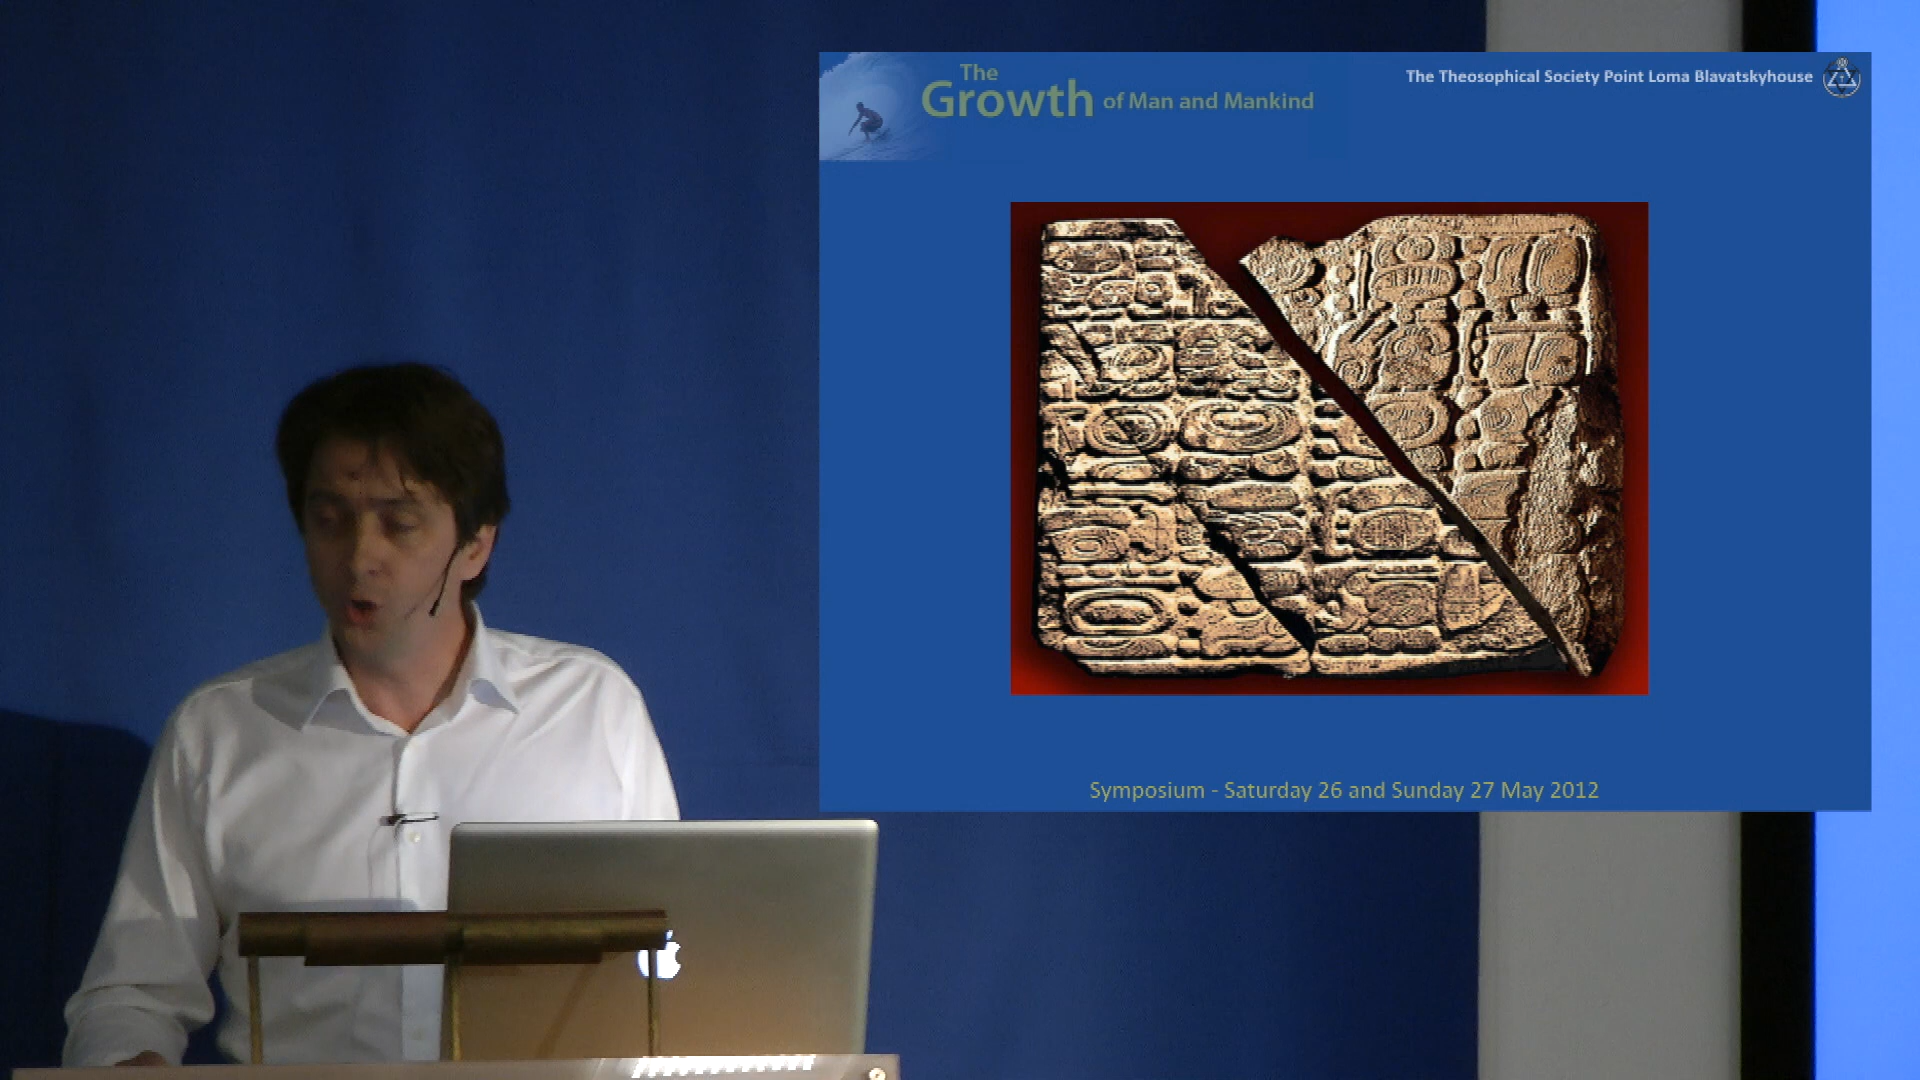 The
Growth of Man and Mankind
The Theosophical Society Point Loma Blavatskyhouse
Symposium - Saturday 26 and Sunday 27 May 2012